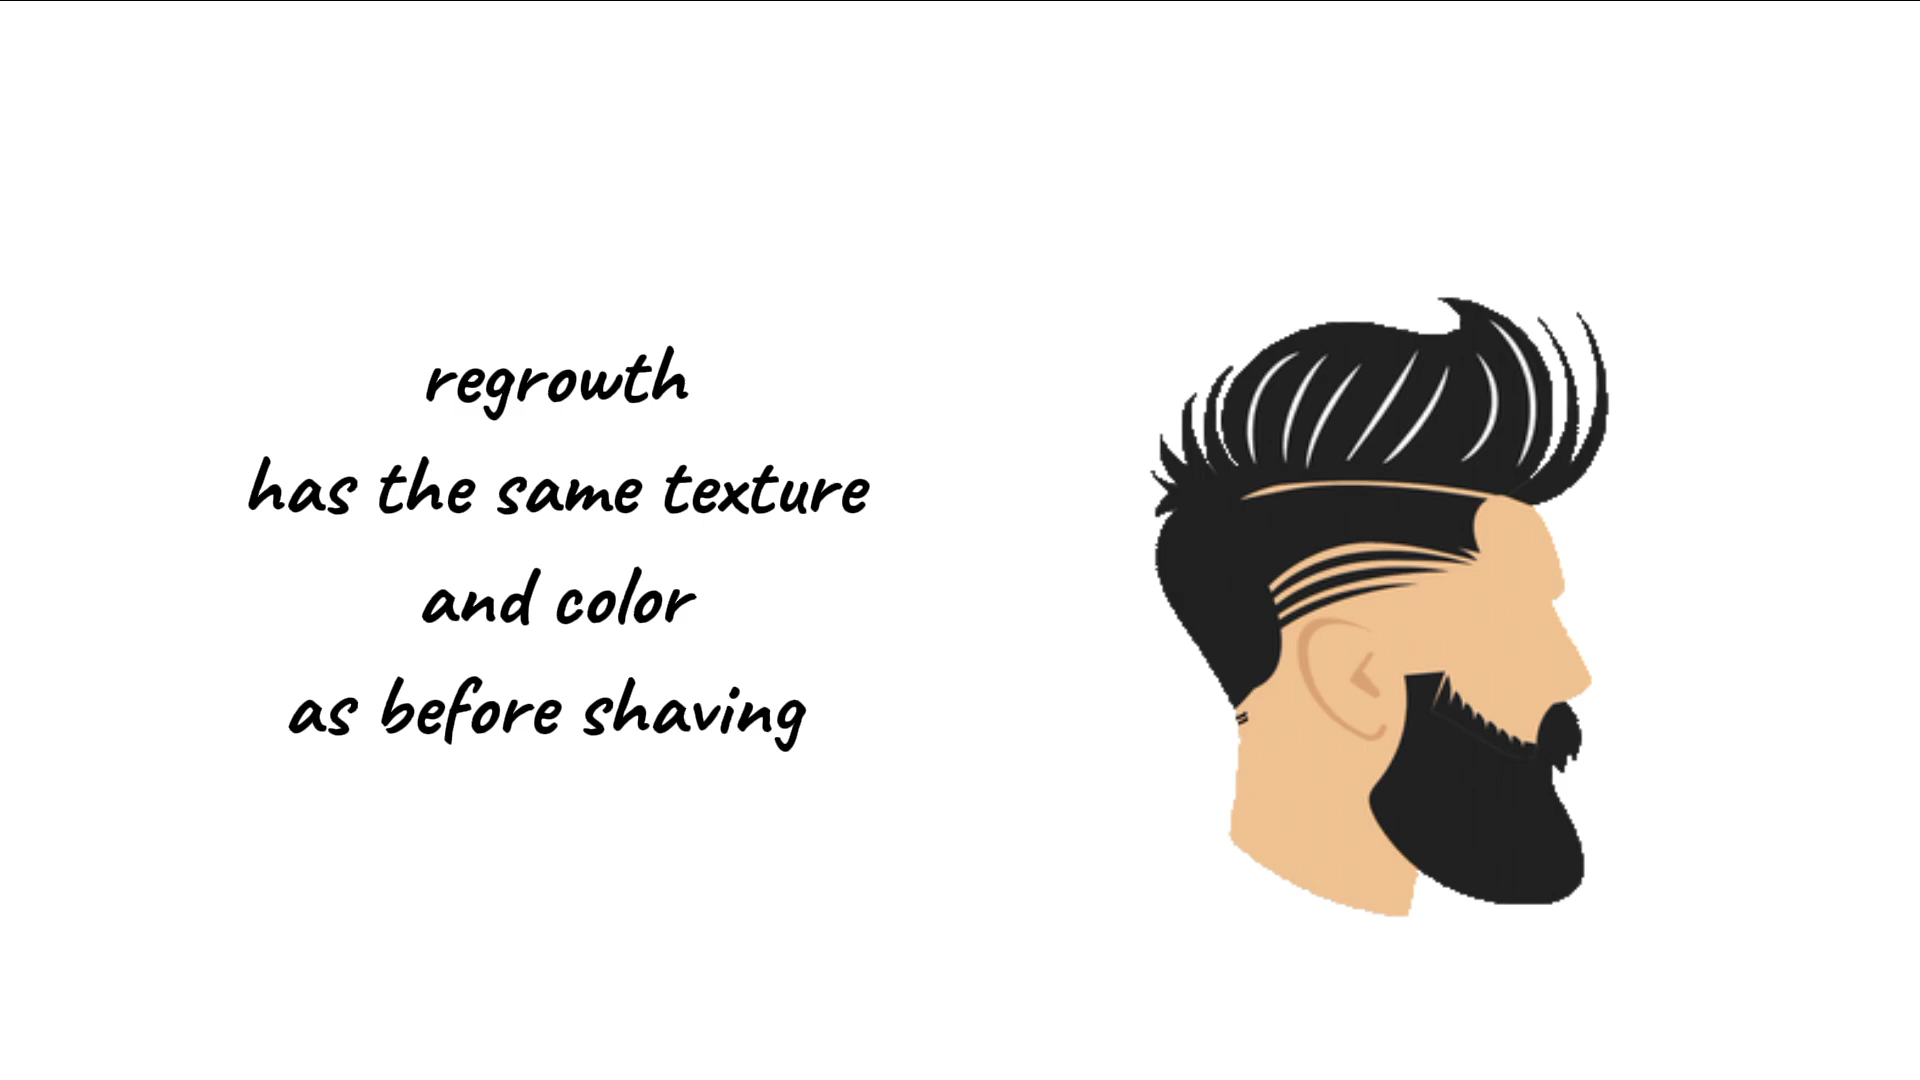 regrowth
has the same texture
and color
as before shaving